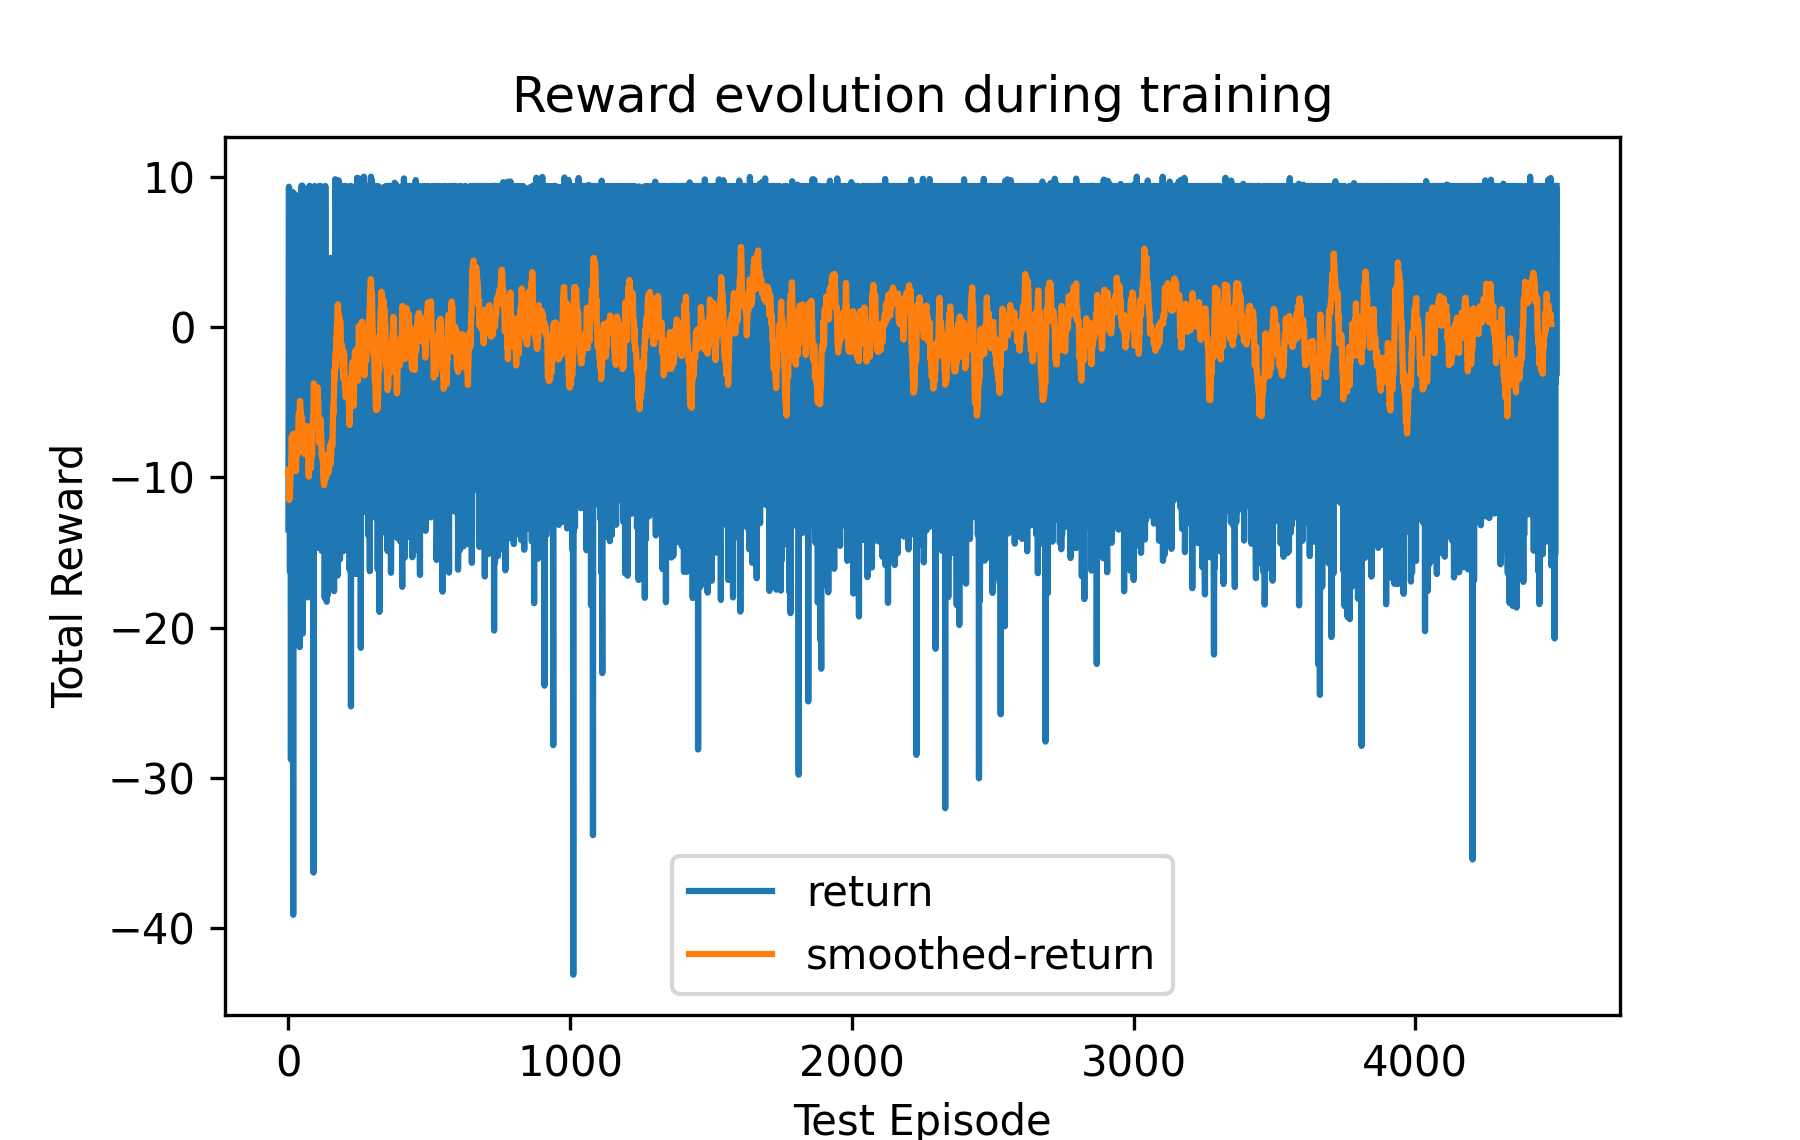 Reward evolution during training
10
0
−10
−20
−30
−40
Total Reward
return
smoothed-return
0 1000 2000 3000 4000
Test Episode